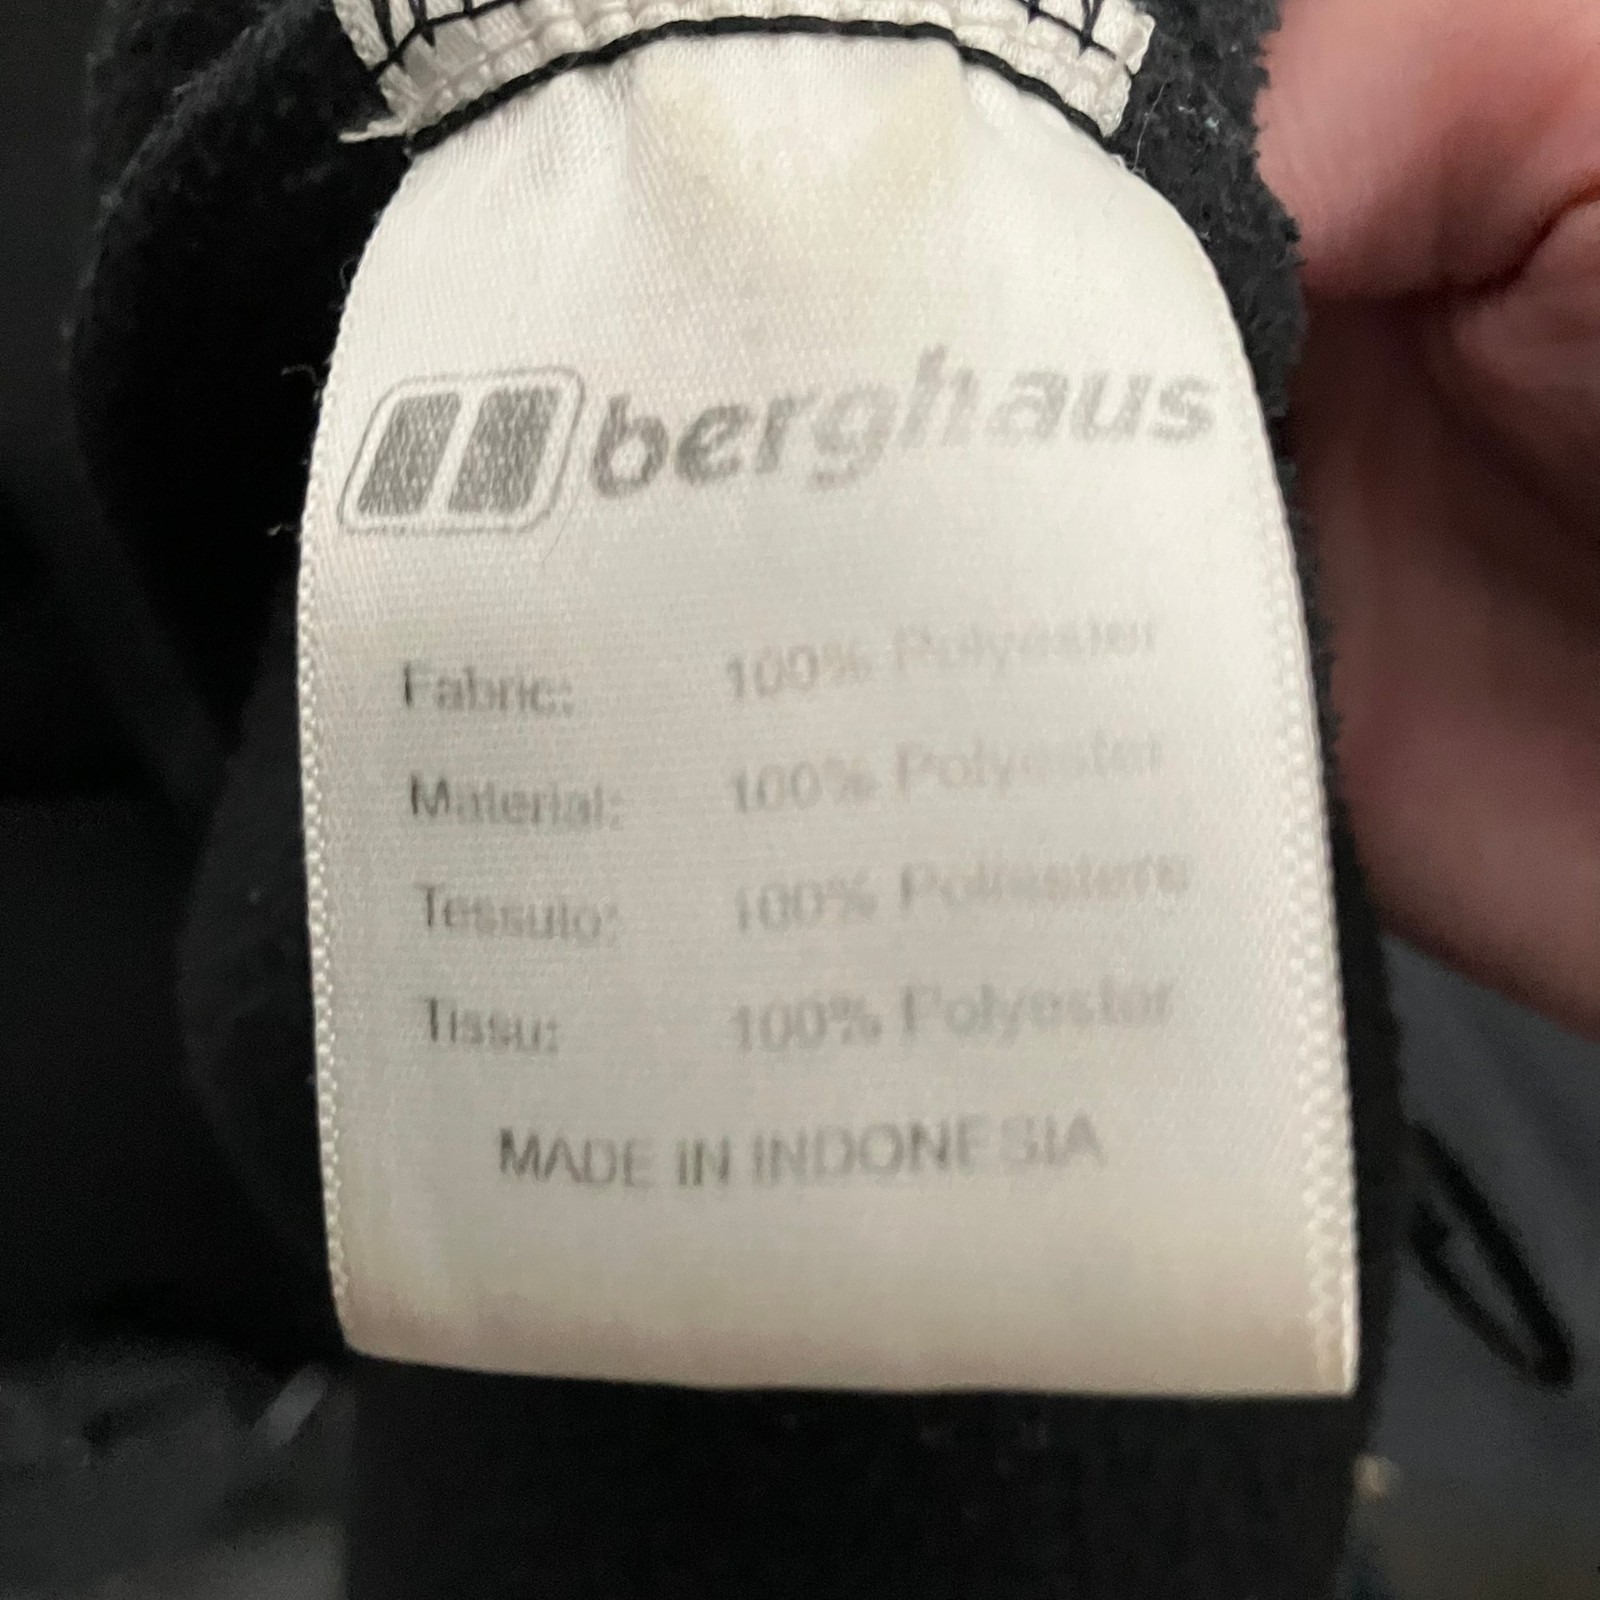 berghaus
Fabric: 100% Polyester
Material: 100% Polyester
Tessuto: 100% Poliestere
Tissu: 100% Polyester
MADE IN INDONESIA